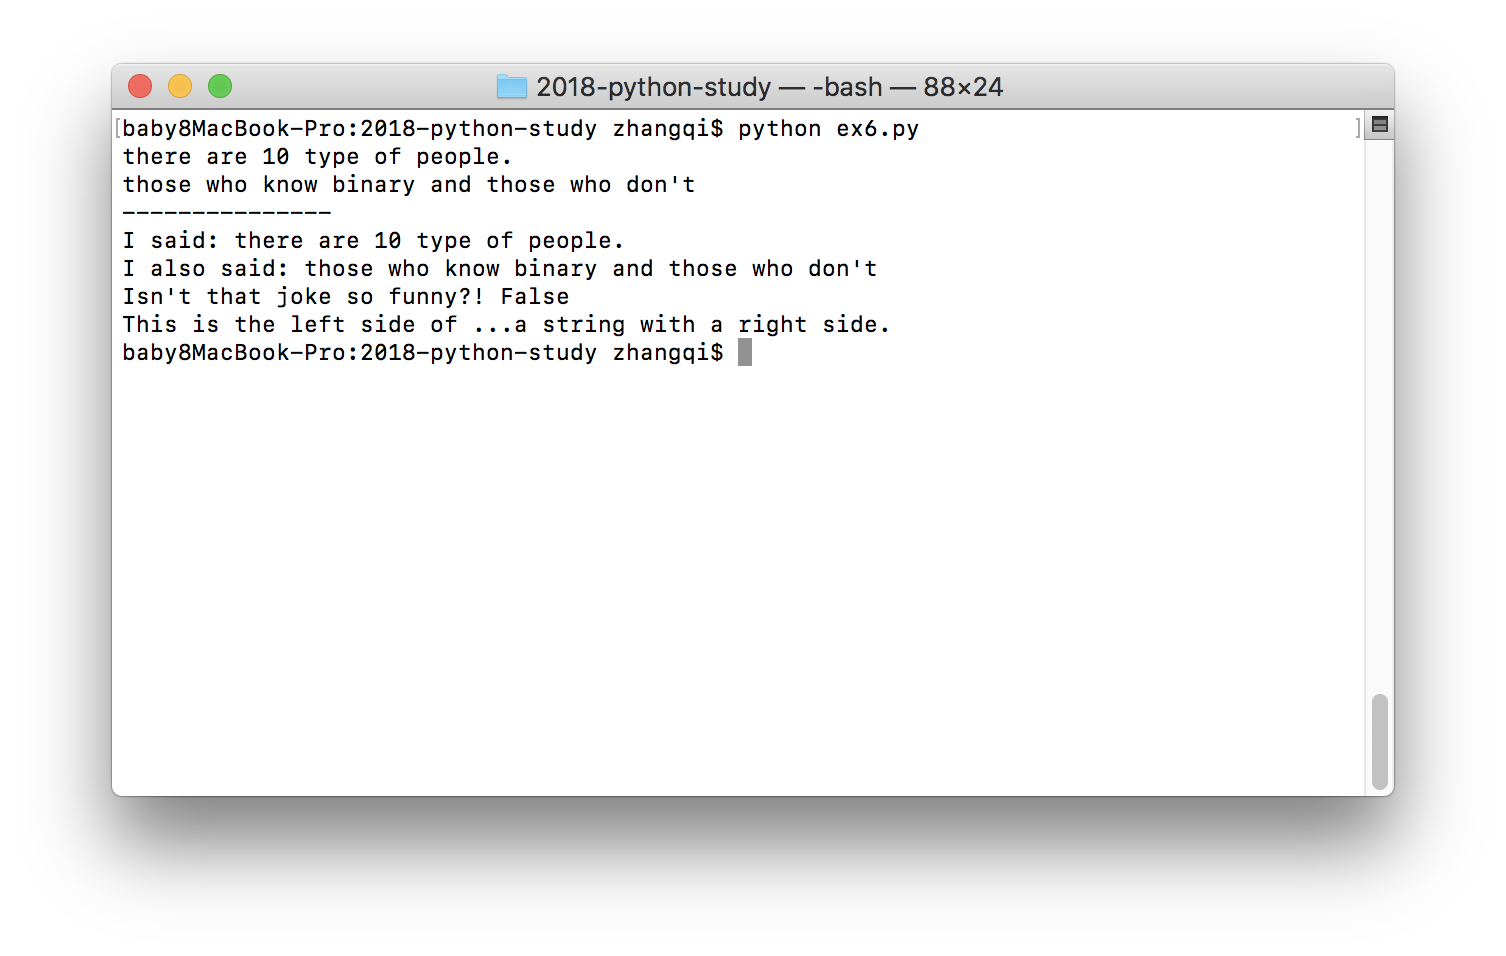 2018-python-study — -bash — 88×24
[baby8MacBook-Pro:2018-python-study zhangqi$ python ex6.py ]
there are 10 type of people.
those who know binary and those who don't
---------------
I said: there are 10 type of people.
I also said: those who know binary and those who don't
Isn't that joke so funny?! False
This is the left side of ...a string with a right side.
baby8MacBook-Pro:2018-python-study zhangqi$